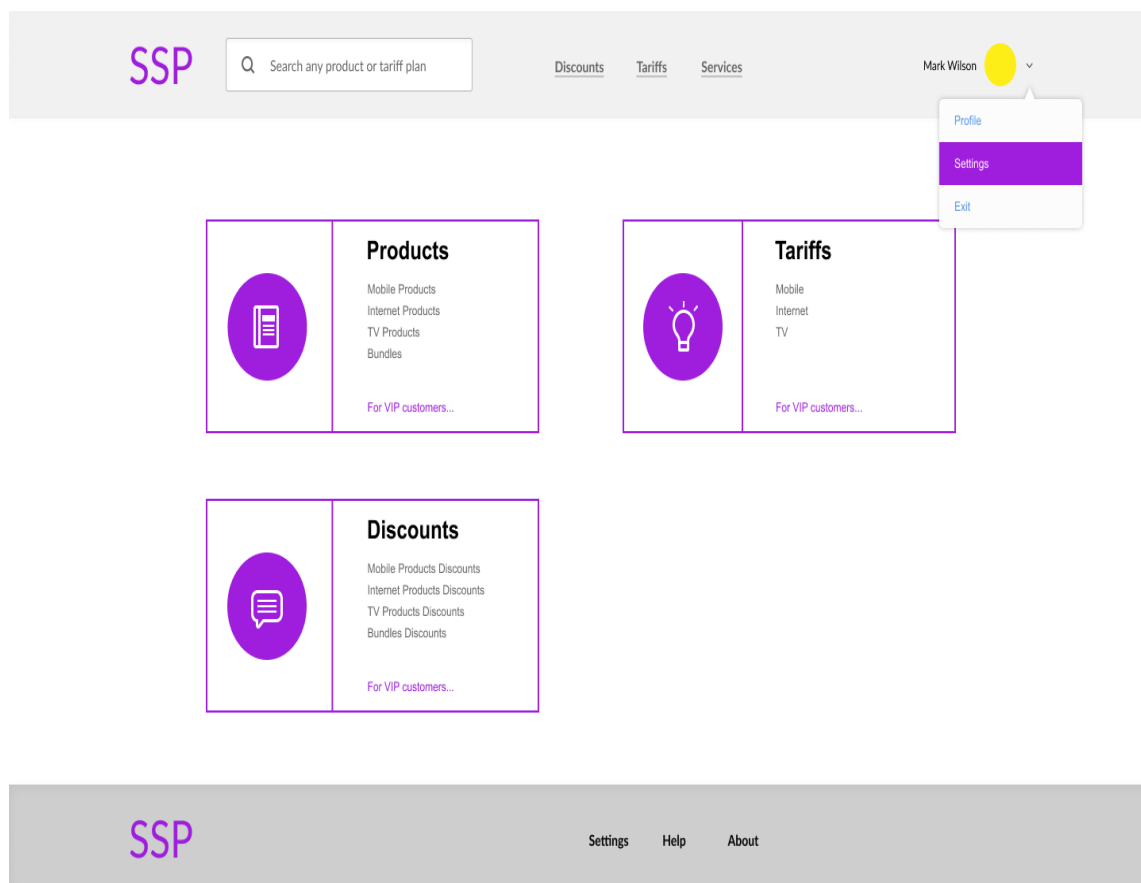 SSP
Search any product or tariff plan
Discounts
Tariffs
Services
Mark Wilson
Profile
Settings
Exit
Products
Mobile Products
Internet Products
TV Products
Bundles
For VIP customers...
Tariffs
Mobile
Internet
TV
For VIP customers...
Discounts
Mobile Products Discounts
Internet Products Discounts
TV Products Discounts
Bundles Discounts
For VIP customers...
SSP
Settings
Help
About